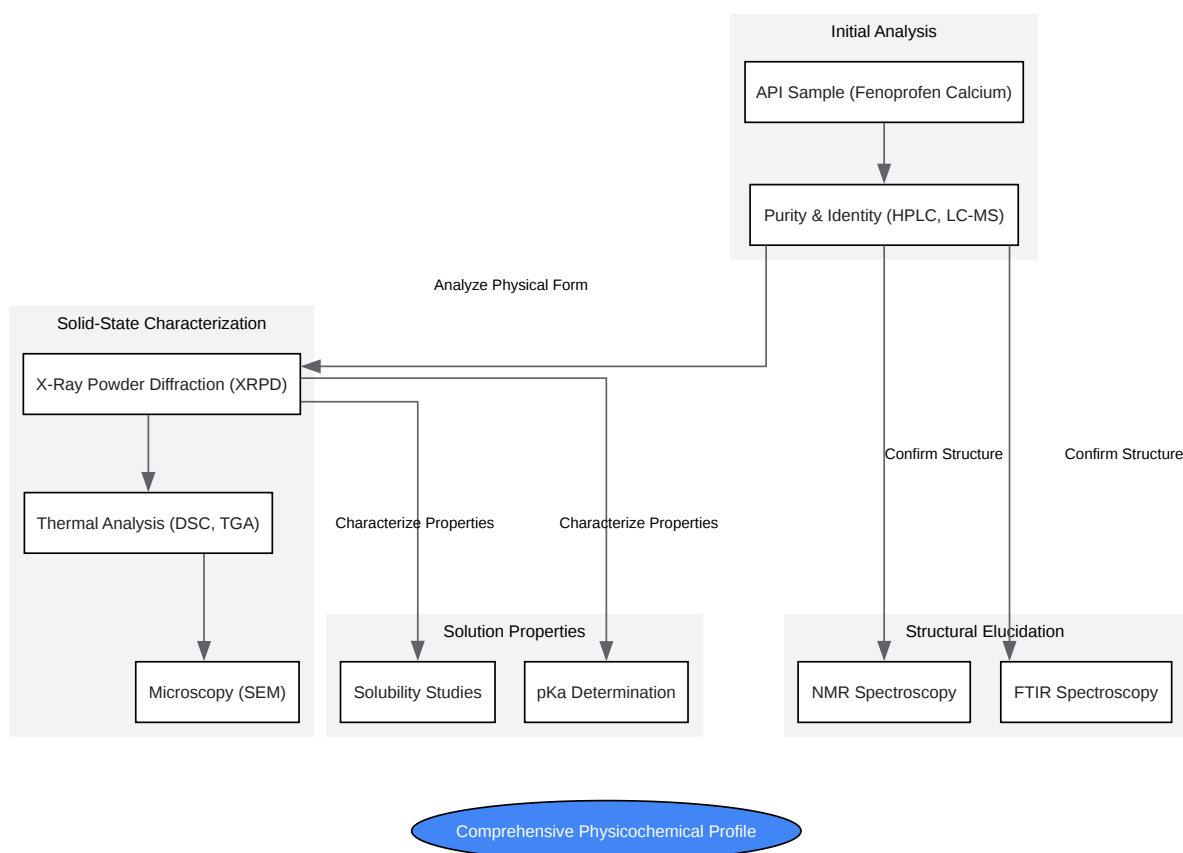 Initial Analysis
API Sample (Fenoprofen Calcium)
Purity & Identity (HPLC, LC-MS)
Analyze Physical Form
Solid-State Characterization
X-Ray Powder Diffraction (XRPD)
Confirm Structure
Confirm Structure
Thermal Analysis (DSC, TGA)
Characterize Properties
Characterize Properties
Solution Properties
Structural Elucidation
Microscopy (SEM)
Solubility Studies
pKa Determination
NMR Spectroscopy
FTIR Spectroscopy
Comprehensive Physicochemical Profile